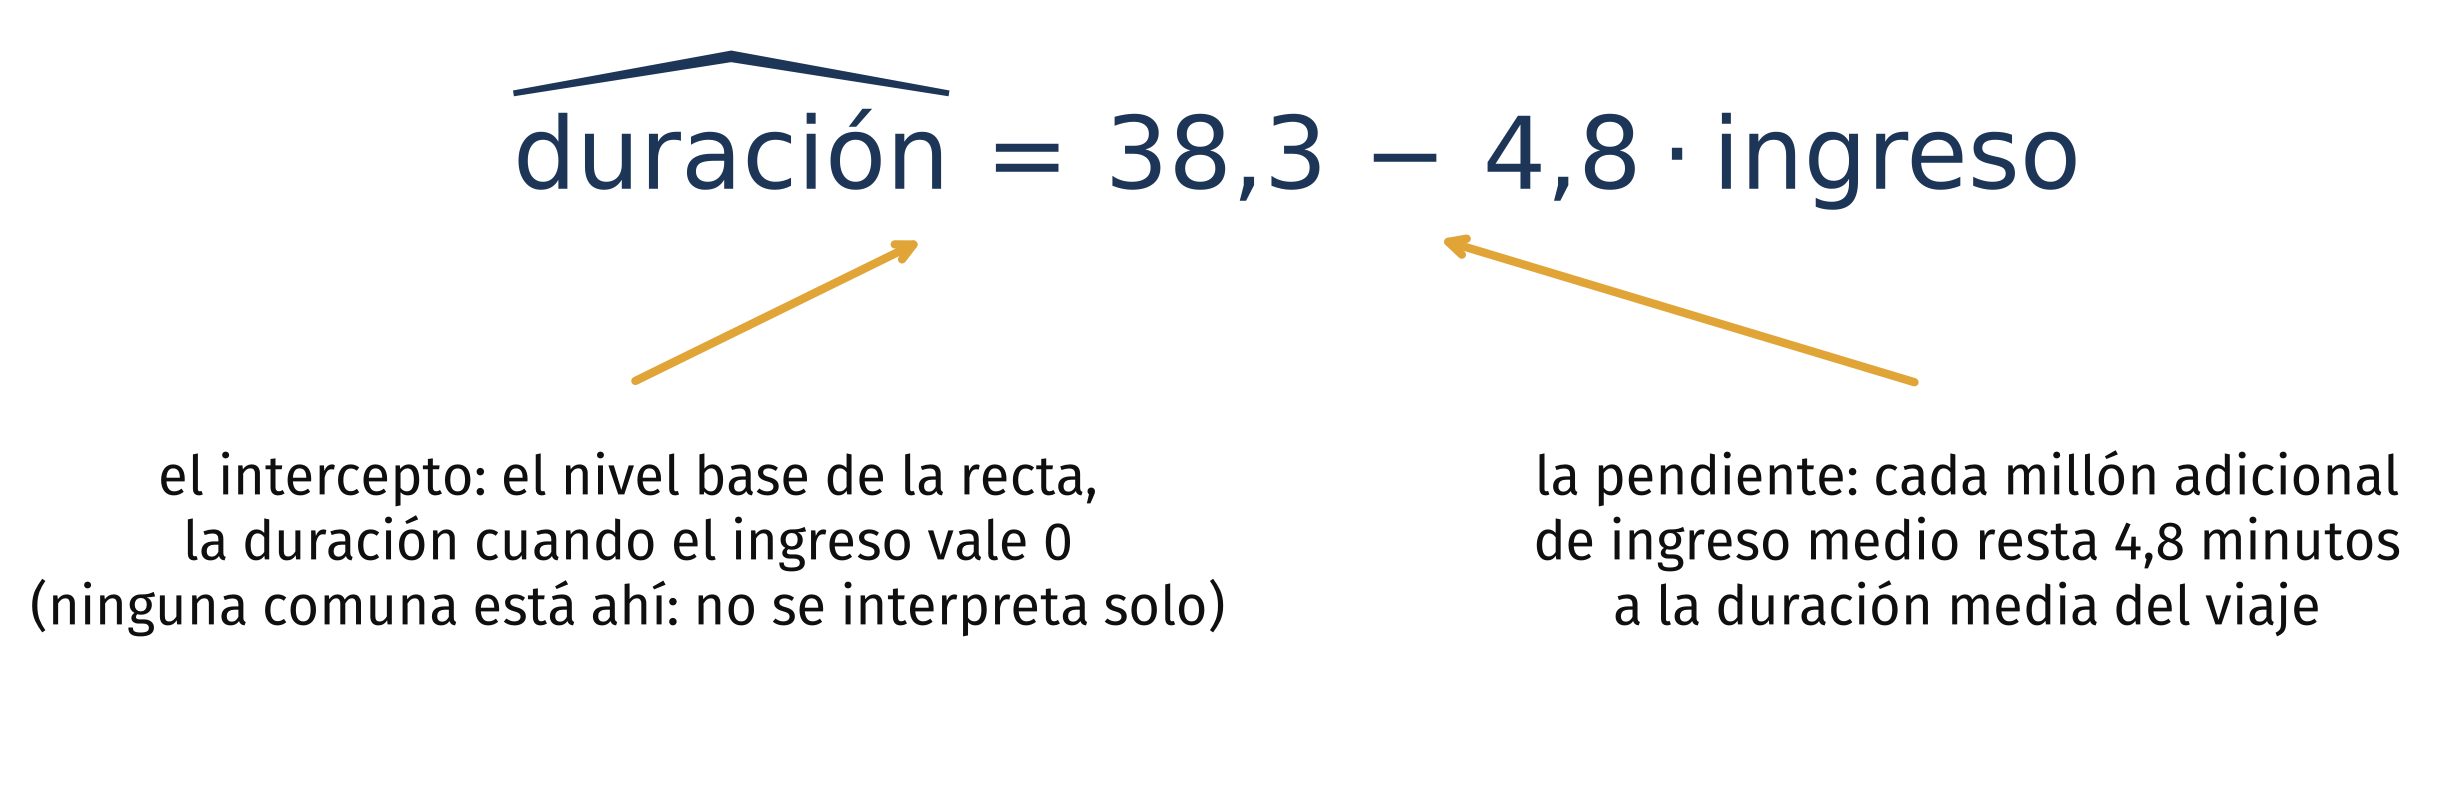 duración = 38,3 − 4,8 · ingreso
el intercepto: el nivel base de la recta,
la duración cuando el ingreso vale 0
(ninguna comuna está ahí: no se interpreta solo)
la pendiente: cada millón adicional
de ingreso medio resta 4,8 minutos
a la duración media del viaje